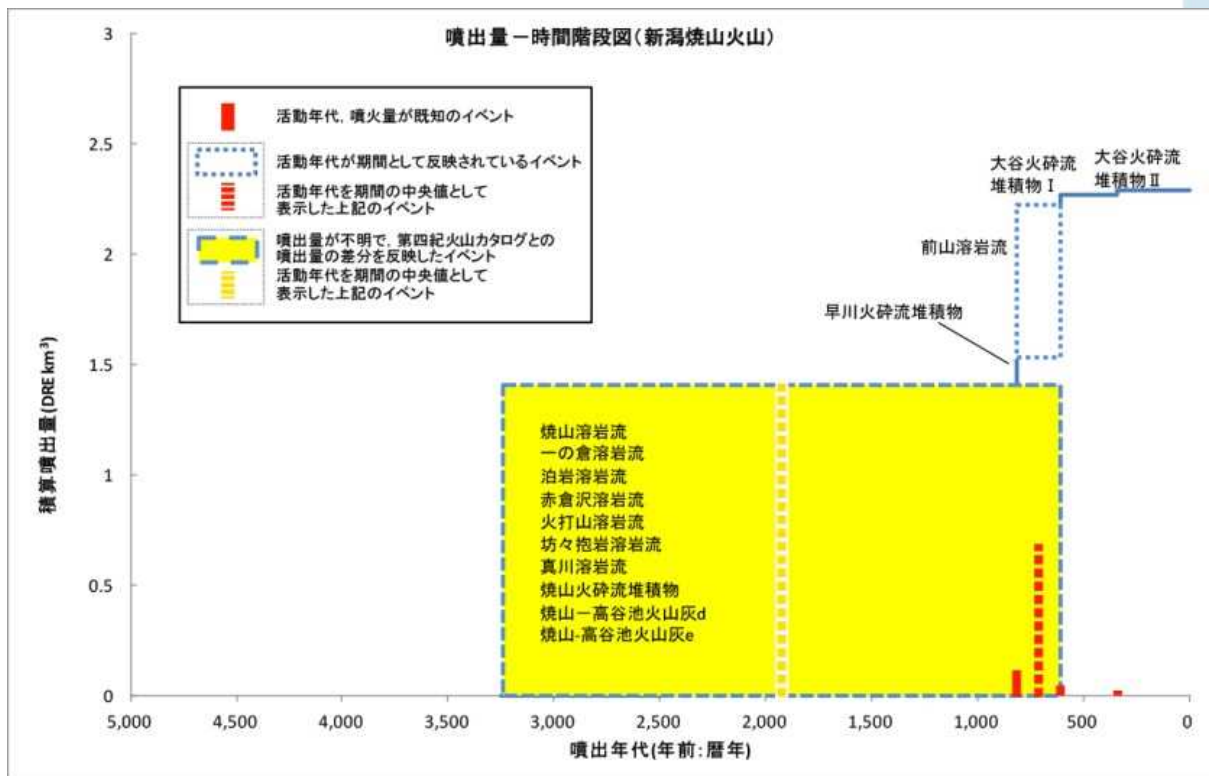 噴出量－時間階段図(新潟焼山火山)
3
2.5
2
1.5
1
0.5
0
積算噴出量(DRE km³)
活動年代，噴火量が既知のイベント
活動年代が期間として反映されているイベント
活動年代を期間の中央値として
表示した上記のイベント
噴出量が不明で，第四紀火山カタログとの
噴出量の差分を反映したイベント
活動年代を期間の中央値として
表示した上記のイベント
大谷火砕流
堆積物Ⅰ
大谷火砕流
堆積物Ⅱ
前山溶岩流
早川火砕流堆積物
焼山溶岩流
一の倉溶岩流
泊岩溶岩流
赤倉沢溶岩流
火打山溶岩流
坊々抱岩溶岩流
真川溶岩流
焼山火砕流堆積物
焼山－高谷池火山灰d
焼山-高谷池火山灰e
5,000 4,500 4,000 3,500 3,000 2,500 2,000 1,500 1,000 500 0
噴出年代(年前：暦年)